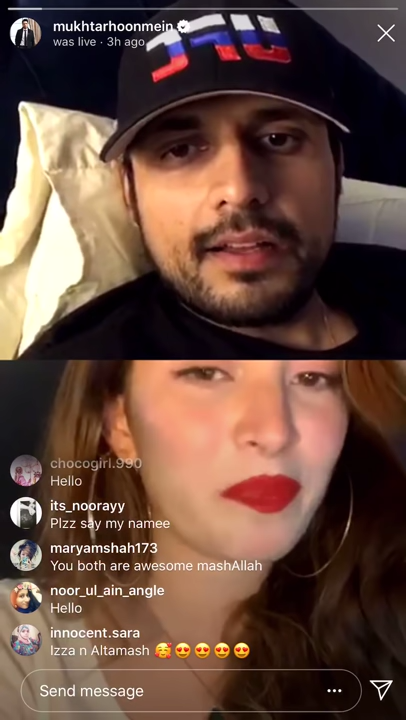 mukhtarhoonmein
was live · 3h ago
chocogirl.990
Hello
its_noorayy
Plzz say my namee
maryamshah173
You both are awesome mashAllah
noor_ul_ain_angle
Hello
innocent.sara
Izza n Altamash 🥰😍😍😍😍
Send message